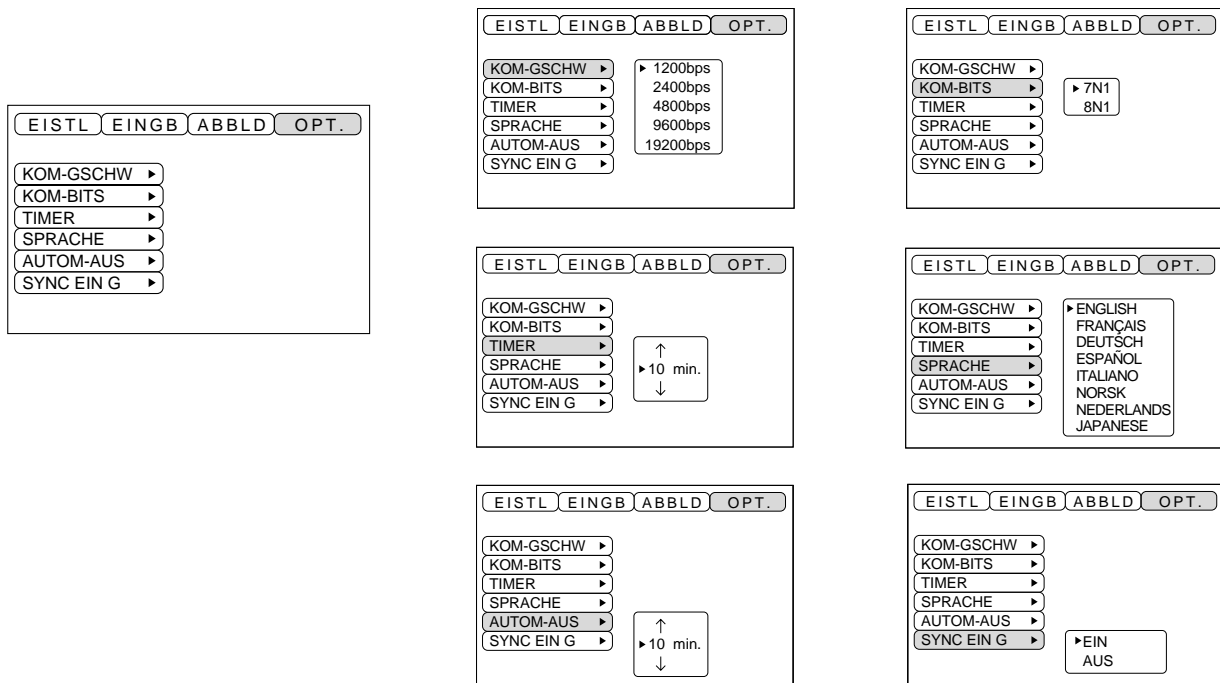 EISTL EINGB ABBLD OPT.
KOM-GSCHW ▶
KOM-BITS ▶
TIMER ▶
SPRACHE ▶
AUTOM-AUS ▶
SYNC EIN G ▶
EISTL EINGB ABBLD OPT.
KOM-GSCHW ▶
KOM-BITS ▶
TIMER ▶
SPRACHE ▶
AUTOM-AUS ▶
SYNC EIN G ▶
▶ 1200bps
2400bps
4800bps
9600bps
19200bps
EISTL EINGB ABBLD OPT.
KOM-GSCHW ▶
KOM-BITS ▶
TIMER ▶
SPRACHE ▶
AUTOM-AUS ▶
SYNC EIN G ▶
▶ 7N1
8N1
EISTL EINGB ABBLD OPT.
KOM-GSCHW ▶
KOM-BITS ▶
TIMER ▶
SPRACHE ▶
AUTOM-AUS ▶
SYNC EIN G ▶
↑
▶10 min.
↓
EISTL EINGB ABBLD OPT.
KOM-GSCHW ▶
KOM-BITS ▶
TIMER ▶
SPRACHE ▶
AUTOM-AUS ▶
SYNC EIN G ▶
▶ENGLISH
FRANÇAIS
DEUTSCH
ESPAÑOL
ITALIANO
NORSK
NEDERLANDS
JAPANESE
EISTL EINGB ABBLD OPT.
KOM-GSCHW ▶
KOM-BITS ▶
TIMER ▶
SPRACHE ▶
AUTOM-AUS ▶
SYNC EIN G ▶
↑
▶10 min.
↓
EISTL EINGB ABBLD OPT.
KOM-GSCHW ▶
KOM-BITS ▶
TIMER ▶
SPRACHE ▶
AUTOM-AUS ▶
SYNC EIN G ▶
▶EIN
AUS